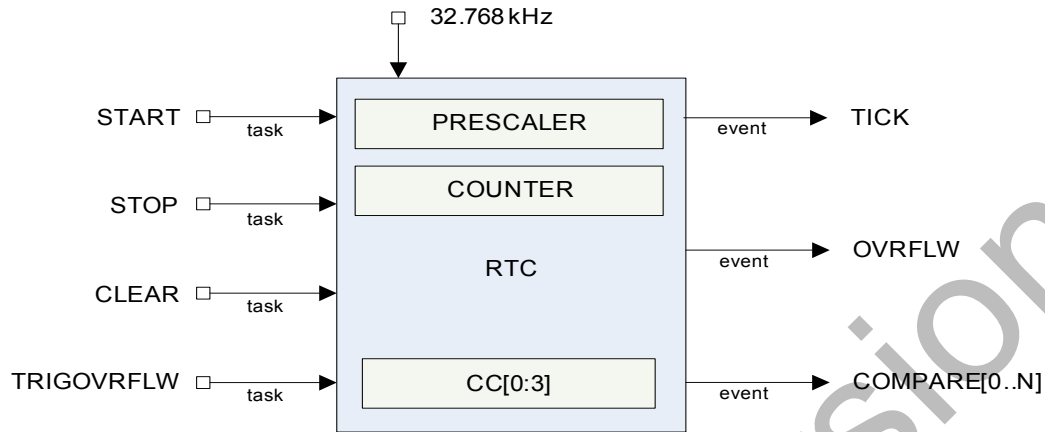 32.768 kHz
START
task
PRESCALER
event
TICK
COUNTER
STOP
task
RTC
event
OVRFLW
CLEAR
task
TRIGOVRFLW
task
CC[0:3]
event
COMPARE[0..N]
sion